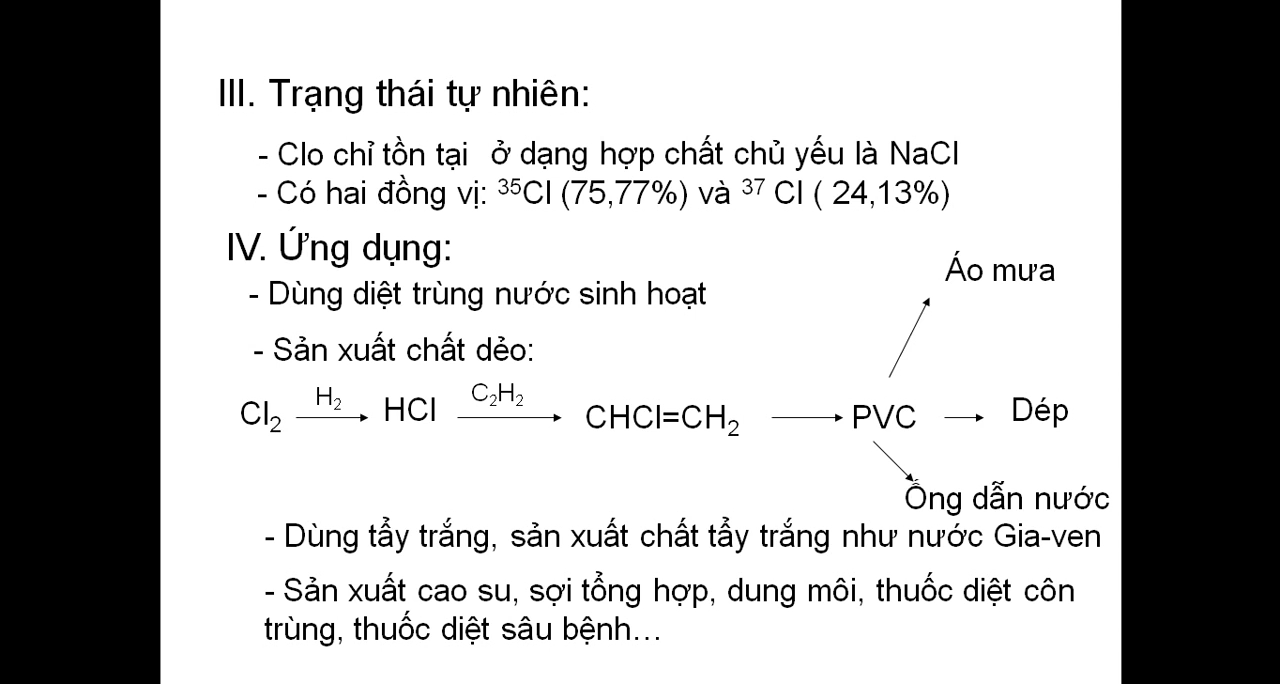 III. Trạng thái tự nhiên:
- Clo chỉ tồn tại ở dạng hợp chất chủ yếu là NaCl
- Có hai đồng vị: ³⁵Cl (75,77%) và ³⁷ Cl ( 24,13%)
IV. Ứng dụng:
Áo mưa
- Dùng diệt trùng nước sinh hoạt
- Sản xuất chất dẻo:
Cl₂ H₂ HCl C₂H₂ CHCl=CH₂ PVC Dép
Ống dẫn nước
- Dùng tẩy trắng, sản xuất chất tẩy trắng như nước Gia-ven
- Sản xuất cao su, sợi tổng hợp, dung môi, thuốc diệt côn
trùng, thuốc diệt sâu bệnh…